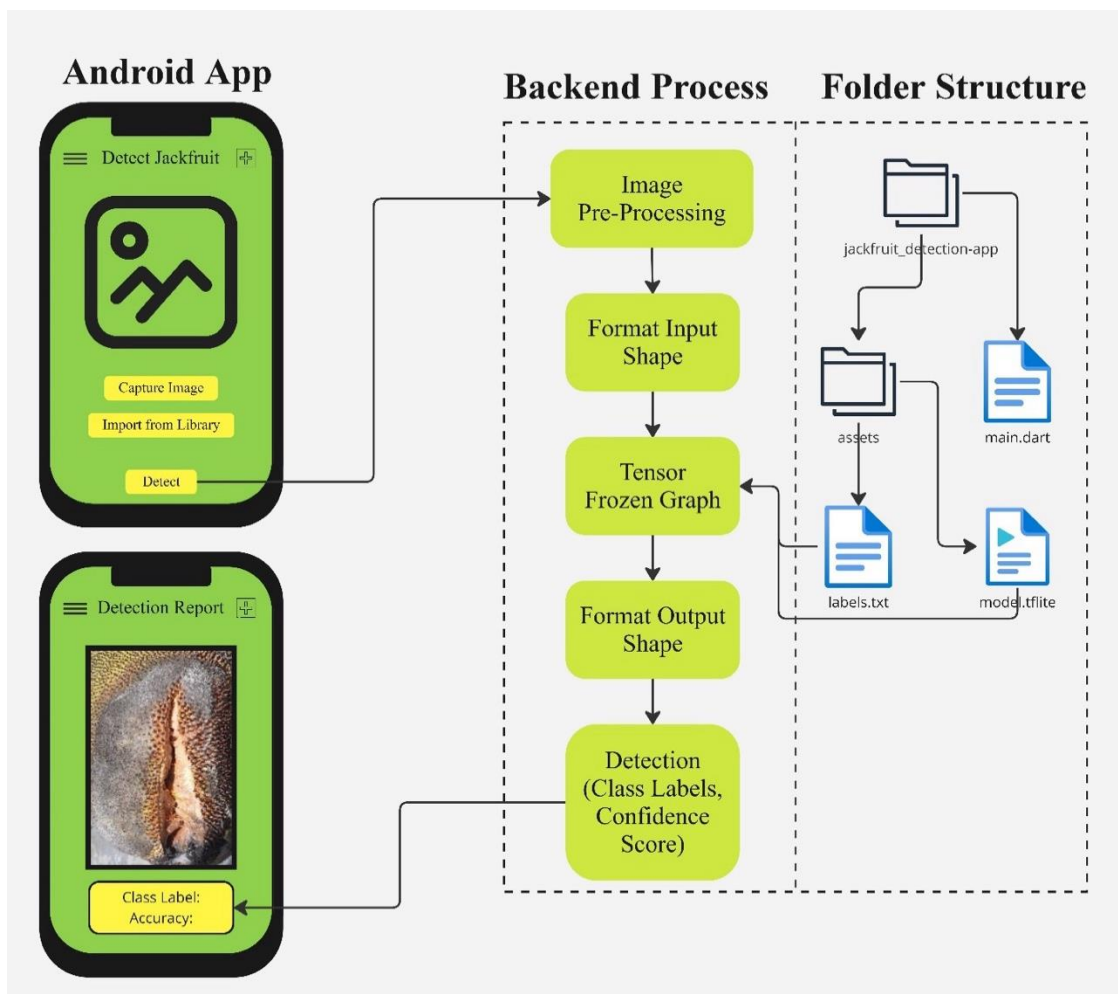 Android App
Detect Jackfruit
Capture Image
Import from Library
Detect
Detection Report
Class Label:
Accuracy:
Backend Process
Image
Pre-Processing
Format Input
Shape
Tensor
Frozen Graph
Format Output
Shape
Detection
(Class Labels,
Confidence
Score)
Folder Structure
jackfruit_detection-app
assets
main.dart
labels.txt
model.tflite